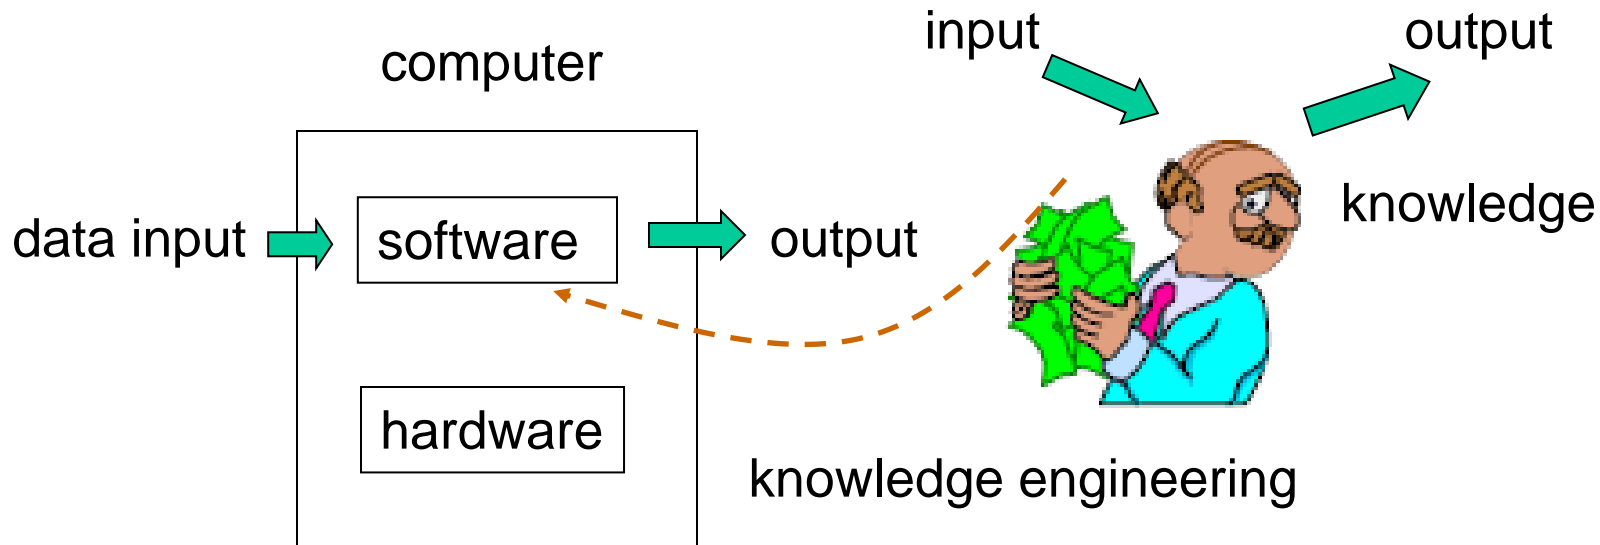 input
output
computer
knowledge
data input
software
output
hardware
knowledge engineering